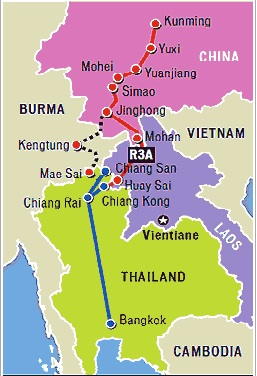 Kunming
Yuxi
CHINA
Mohei
Yuanjiang
Simao
Jinghong
BURMA
Mohan
VIETNAM
Kengtung
R3A
Chiang San
Mae Sai
Huay Sai
Chiang Rai
Chiang Kong
LAOS
Vientiane
THAILAND
Bangkok
CAMBODIA